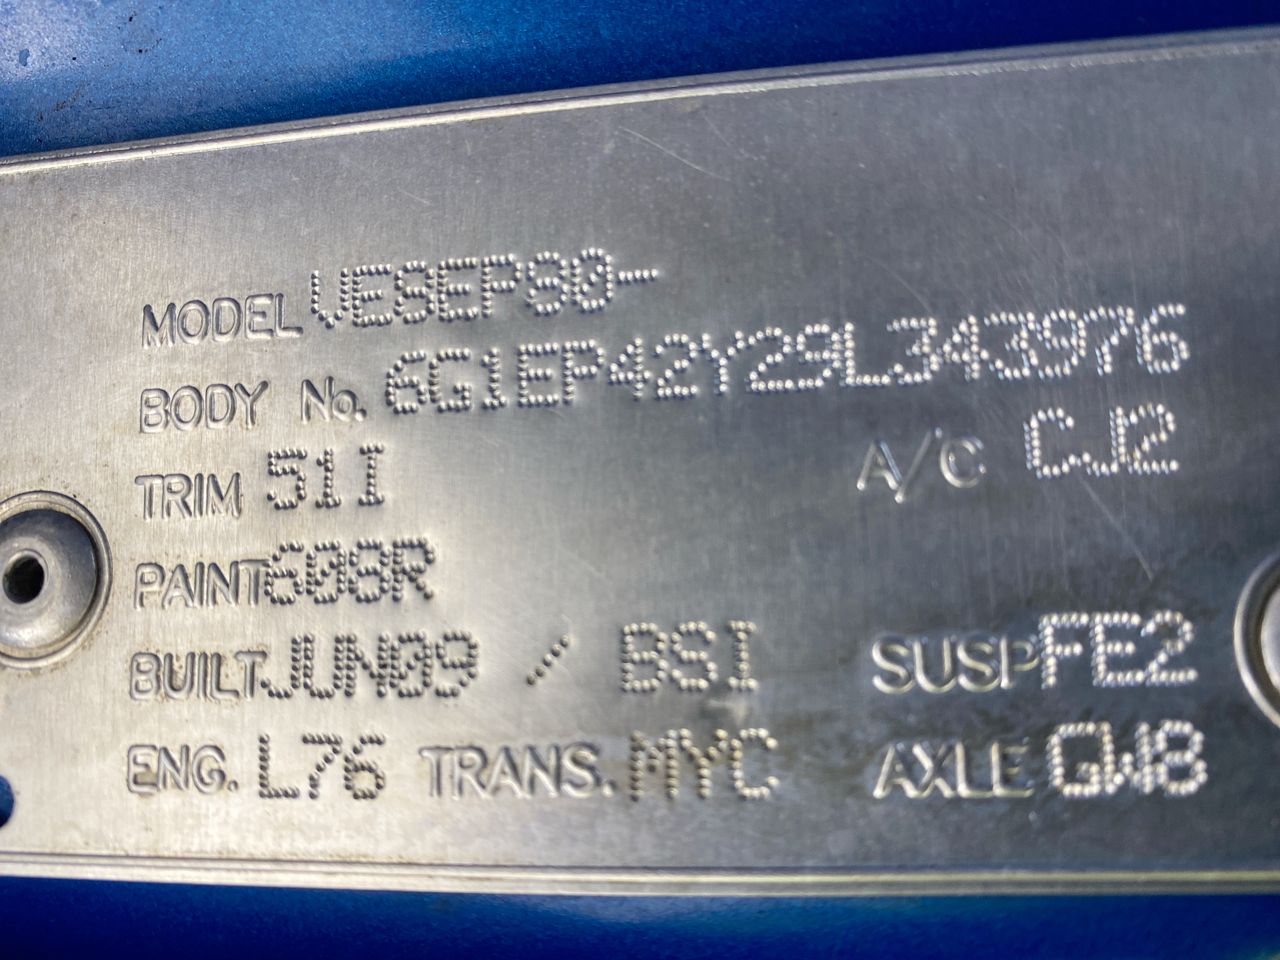 MODEL VE8EP80-
BODY No. 6G1EP42Y29L343976
TRIM 51I A/C CJ2
PAINT 608R
BUILT JUN09 / BSI SUSP FE2
ENG. L76 TRANS. MYC AXLE GW8